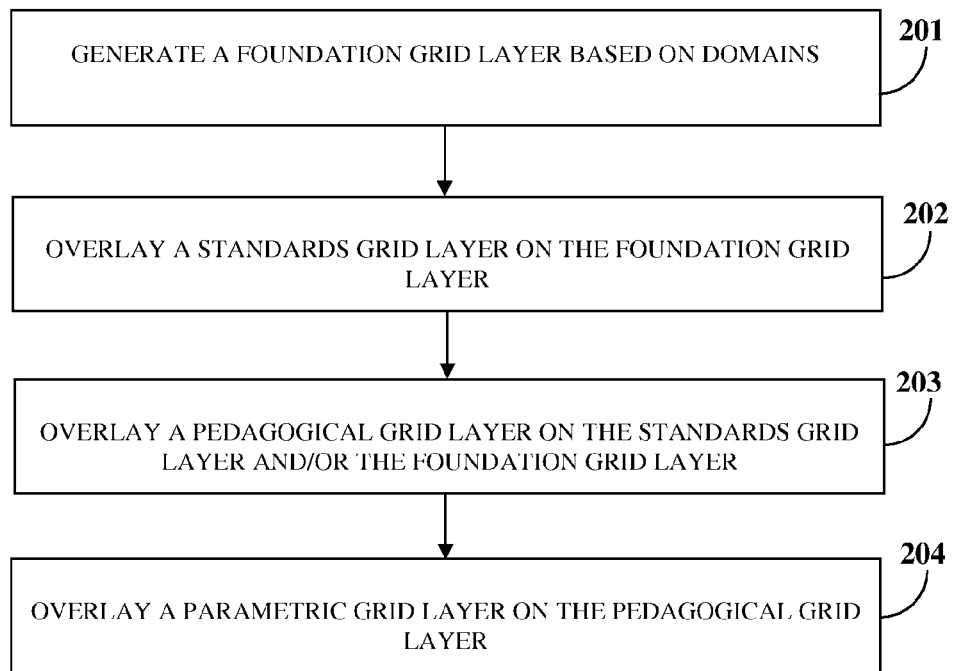 GENERATE A FOUNDATION GRID LAYER BASED ON DOMAINS
201
OVERLAY A STANDARDS GRID LAYER ON THE FOUNDATION GRID
LAYER
202
OVERLAY A PEDAGOGICAL GRID LAYER ON THE STANDARDS GRID
LAYER AND/OR THE FOUNDATION GRID LAYER
203
OVERLAY A PARAMETRIC GRID LAYER ON THE PEDAGOGICAL GRID
LAYER
204